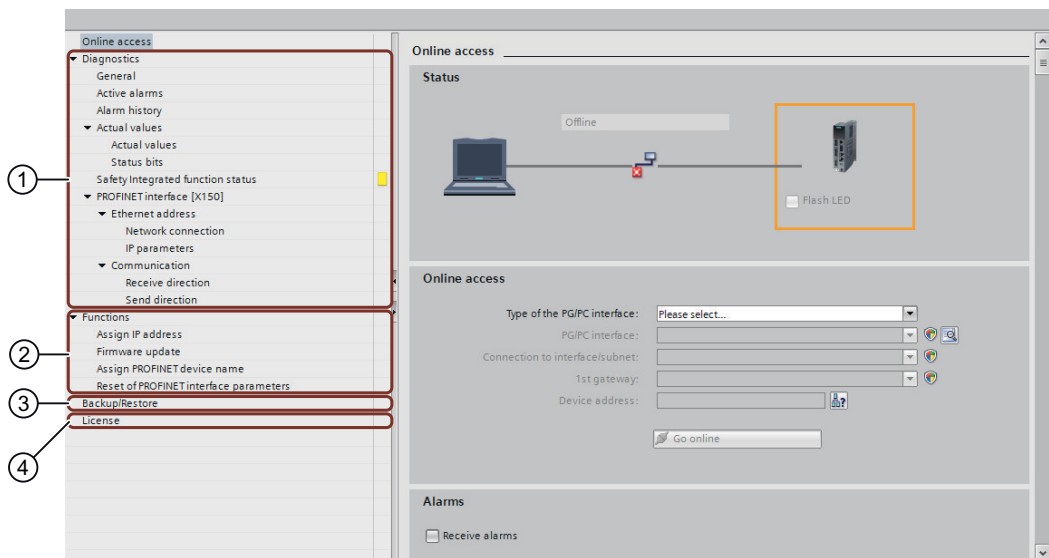 Online access
Diagnostics
General
Active alarms
Alarm history
Actual values
Actual values
Status bits
Safety Integrated function status
PROFINET interface [X150]
Ethernet address
Network connection
IP parameters
Communication
Receive direction
Send direction
Functions
Assign IP address
Firmware update
Assign PROFINET device name
Reset of PROFINET interface parameters
Backup/Restore
License
1
2
3
4
Online access
Status
Offline
Flash LED
Online access
Type of the PG/PC interface: Please select...
PG/PC interface:
Connection to interface/subnet:
1st gateway:
Device address:
Go online
Alarms
Receive alarms